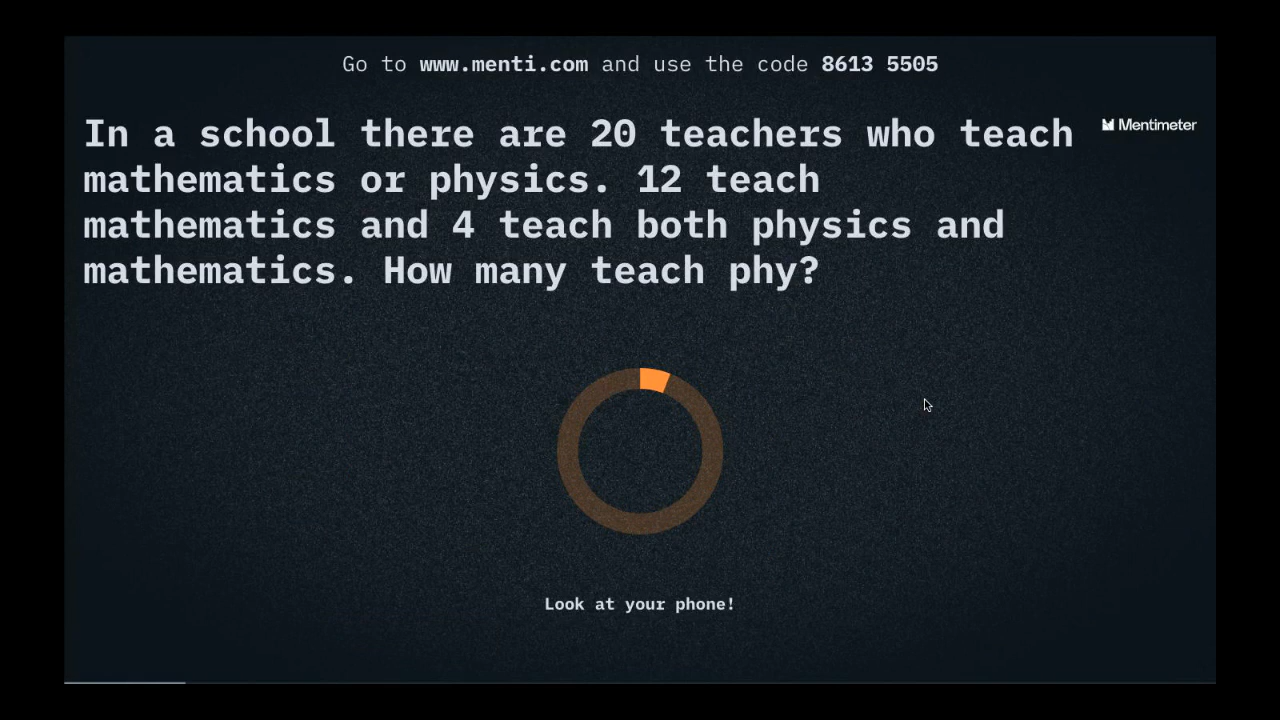 Go to www.menti.com and use the code 8613 5505
In a school there are 20 teachers who teach
mathematics or physics. 12 teach
mathematics and 4 teach both physics and
mathematics. How many teach phy?
Mentimeter
Look at your phone!